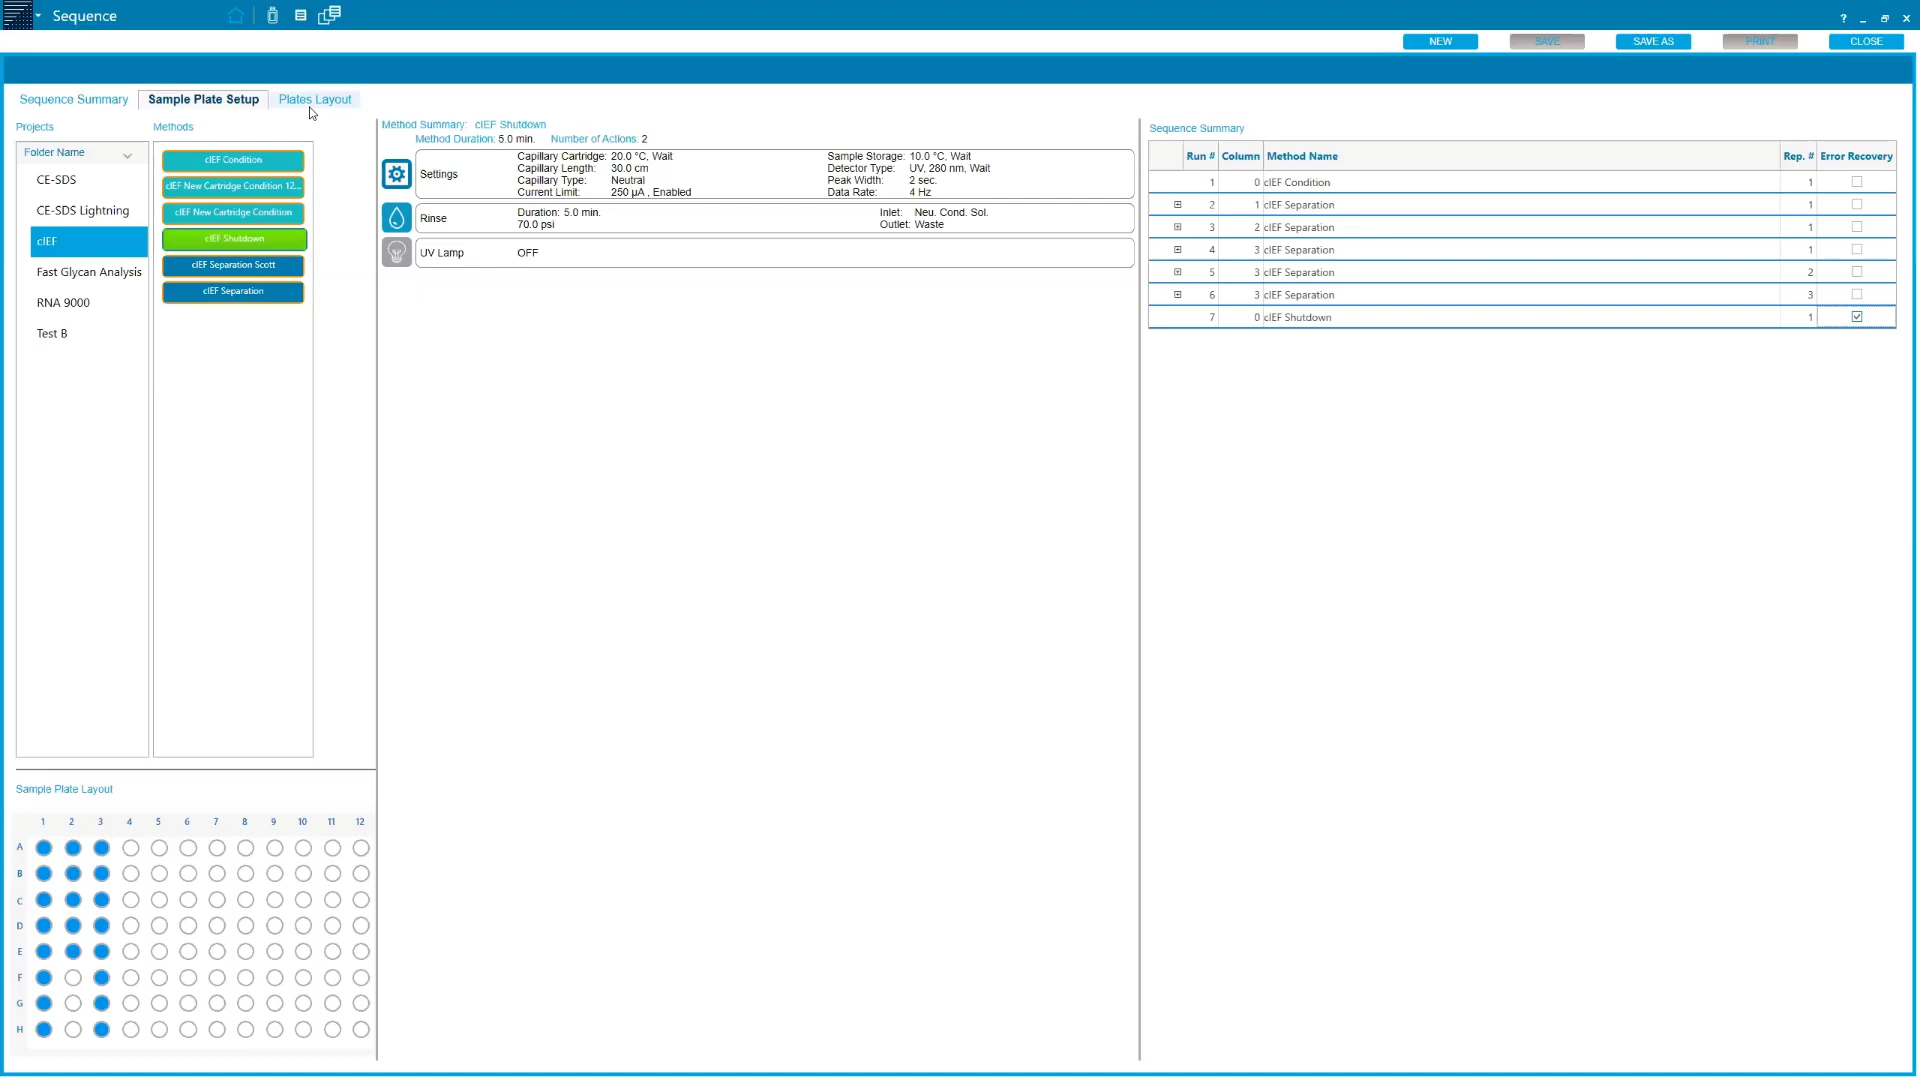 Sequence
?
NEW
SAVE
SAVE AS
PRINT
CLOSE
Sequence Summary
Sample Plate Setup
Plates Layout
Projects
Folder Name
CE-SDS
CE-SDS Lightning
cIEF
Fast Glycan Analysis
RNA 9000
Test B
Methods
cIEF Condition
cIEF New Cartridge Condition 12...
cIEF New Cartridge Condition
cIEF Shutdown
cIEF Separation Scott
cIEF Separation
Method Summary: cIEF Shutdown
Method Duration: 5.0 min. Number of Actions: 2
Settings
Capillary Cartridge: 20.0 °C, Wait
Capillary Length: 30.0 cm
Capillary Type: Neutral
Current Limit: 250 µA , Enabled
Sample Storage: 10.0 °C, Wait
Detector Type: UV, 280 nm, Wait
Peak Width: 2 sec.
Data Rate: 4 Hz
Rinse
Duration: 5.0 min.
70.0 psi
Inlet: Neu. Cond. Sol.
Outlet: Waste
UV Lamp OFF
Sequence Summary
Run # Column Method Name Rep. # Error Recovery
1 0 cIEF Condition 1
2 1 cIEF Separation 1
3 2 cIEF Separation 1
4 3 cIEF Separation 1
5 3 cIEF Separation 2
6 3 cIEF Separation 3
7 0 cIEF Shutdown 1
Sample Plate Layout
1 2 3 4 5 6 7 8 9 10 11 12
A
B
C
D
E
F
G
H